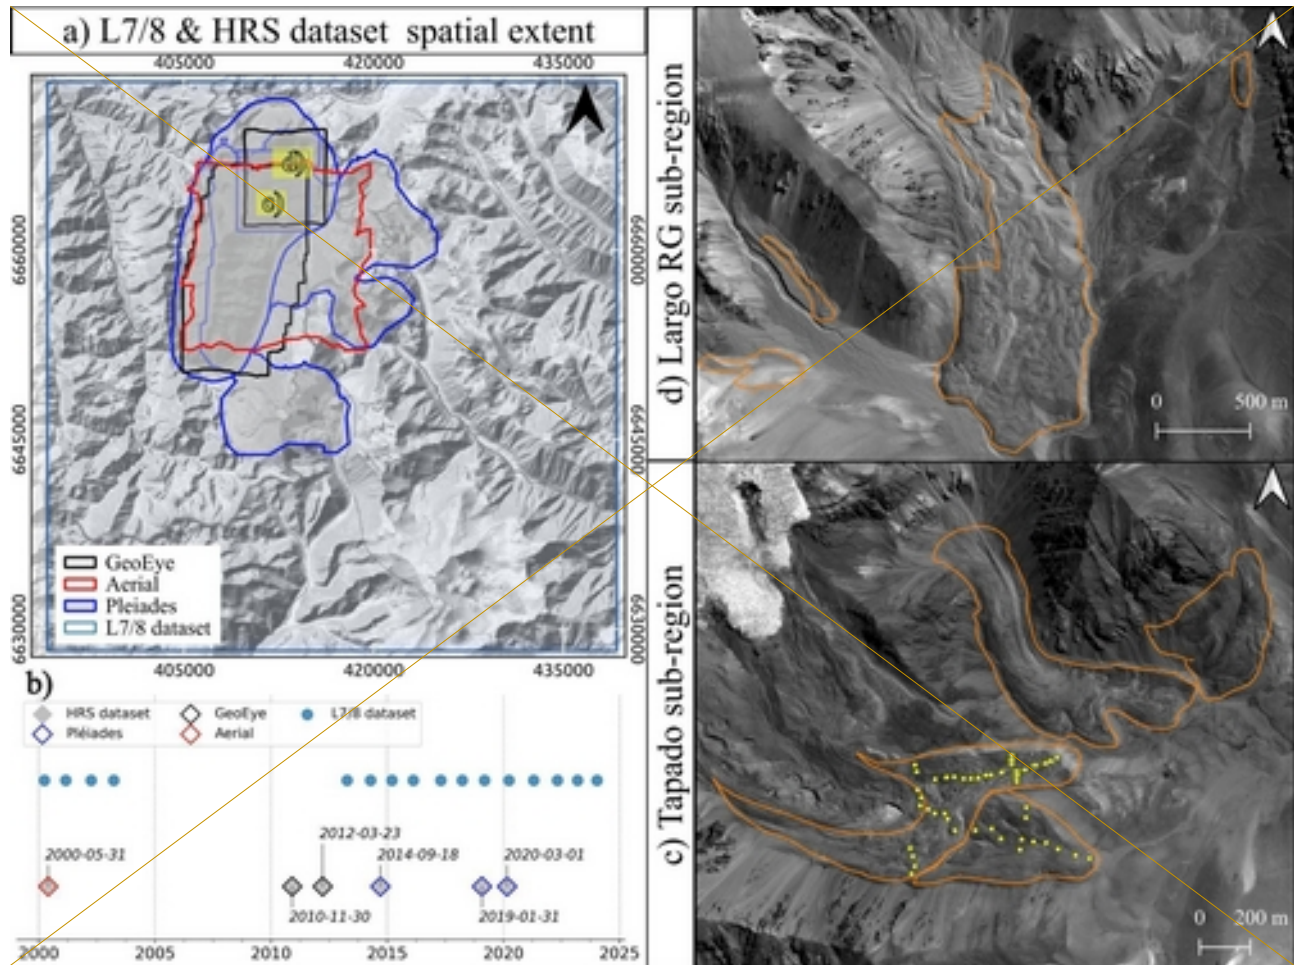 a) L7/8 & HRS dataset spatial extent
405000 420000 435000
6660000
6645000
6630000
6660000
6645000
6630000
d)
c)
GeoEye
Aerial
Pleiades
L7/8 dataset
405000 420000 435000
b)
HRS dataset
GeoEye
L7/8 dataset
Pléiades
Aerial
2012-03-23
2000-05-31
2014-09-18
2020-03-01
2010-11-30
2019-01-31
2000 2005 2010 2015 2020 2025
d) Largo RG sub-region
0 500 m
c) Tapado sub-region
0 200 m